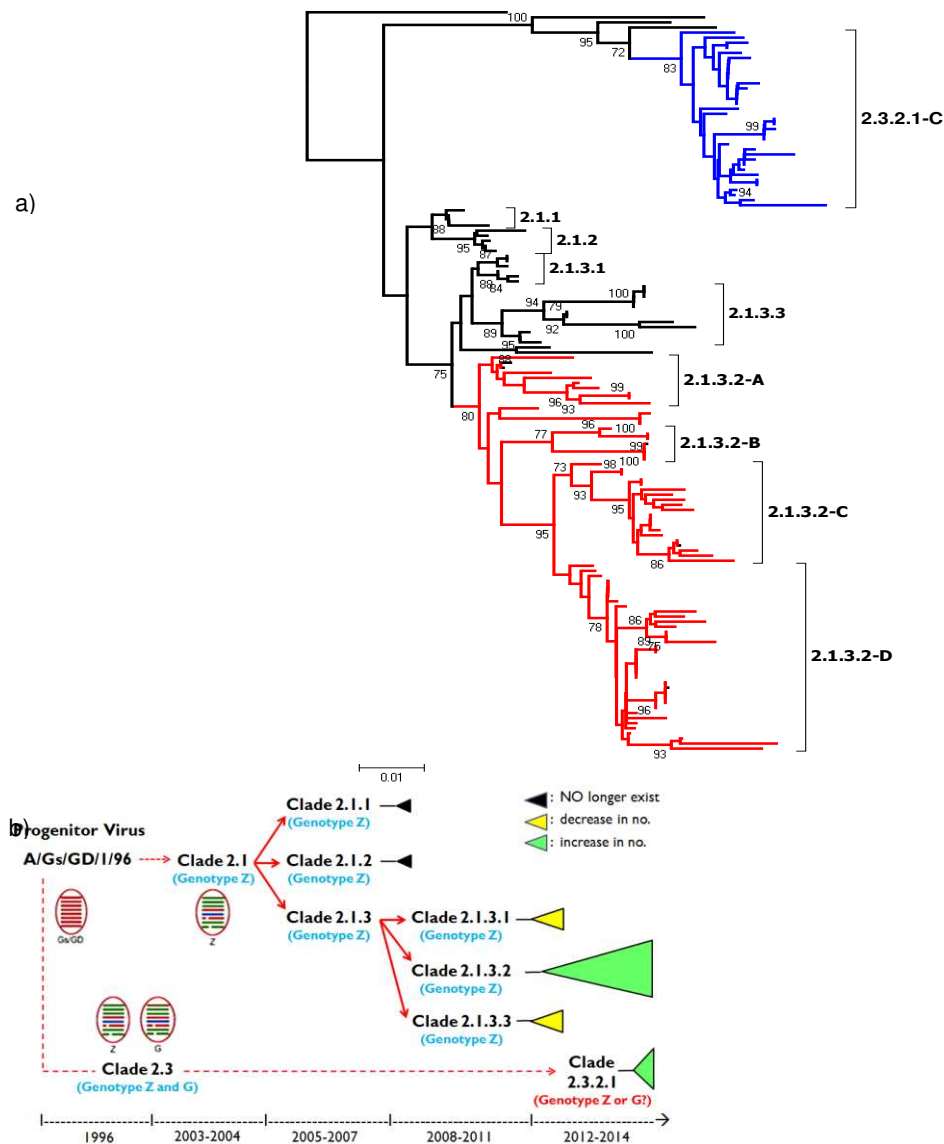 a)
100
95
72
83
99
94
2.3.2.1-C
88
2.1.1
95
87
2.1.2
88
84
2.1.3.1
94
79
100
92
89
100
95
2.1.3.3
75
80
99
96
93
2.1.3.2-A
96
100
77
99
100
2.1.3.2-B
73
98
93
95
86
2.1.3.2-C
95
78
86
89
75
96
93
2.1.3.2-D
0.01
b)
Progenitor Virus
A/Gs/GD/1/96
Gs/GD
Clade 2.1
(Genotype Z)
Z
Clade 2.1.1
(Genotype Z)
Clade 2.1.2
(Genotype Z)
Clade 2.1.3
(Genotype Z)
Clade 2.1.3.1
(Genotype Z)
Clade 2.1.3.2
(Genotype Z)
Clade 2.1.3.3
(Genotype Z)
: NO longer exist
: decrease in no.
: increase in no.
Z
G
Clade 2.3
(Genotype Z and G)
Clade
2.3.2.1
(Genotype Z or G?)
1996
2003-2004
2005-2007
2008-2011
2012-2014